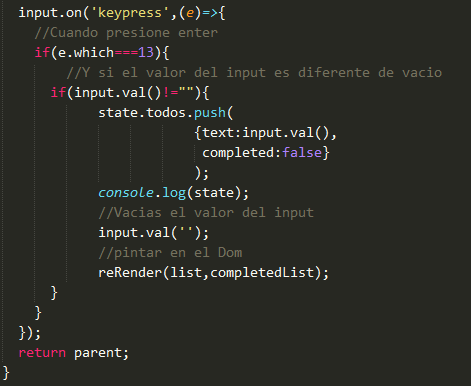 input.on('keypress',(e)=>{
//Cuando presione enter
if(e.which===13){
//Y si el valor del input es diferente de vacio
if(input.val()!=""){
state.todos.push(
{text:input.val(),
completed:false}
);
console.log(state);
//Vacias el valor del input
input.val('');
//pintar en el Dom
reRender(list,completedList);
}
}
});
return parent;
}